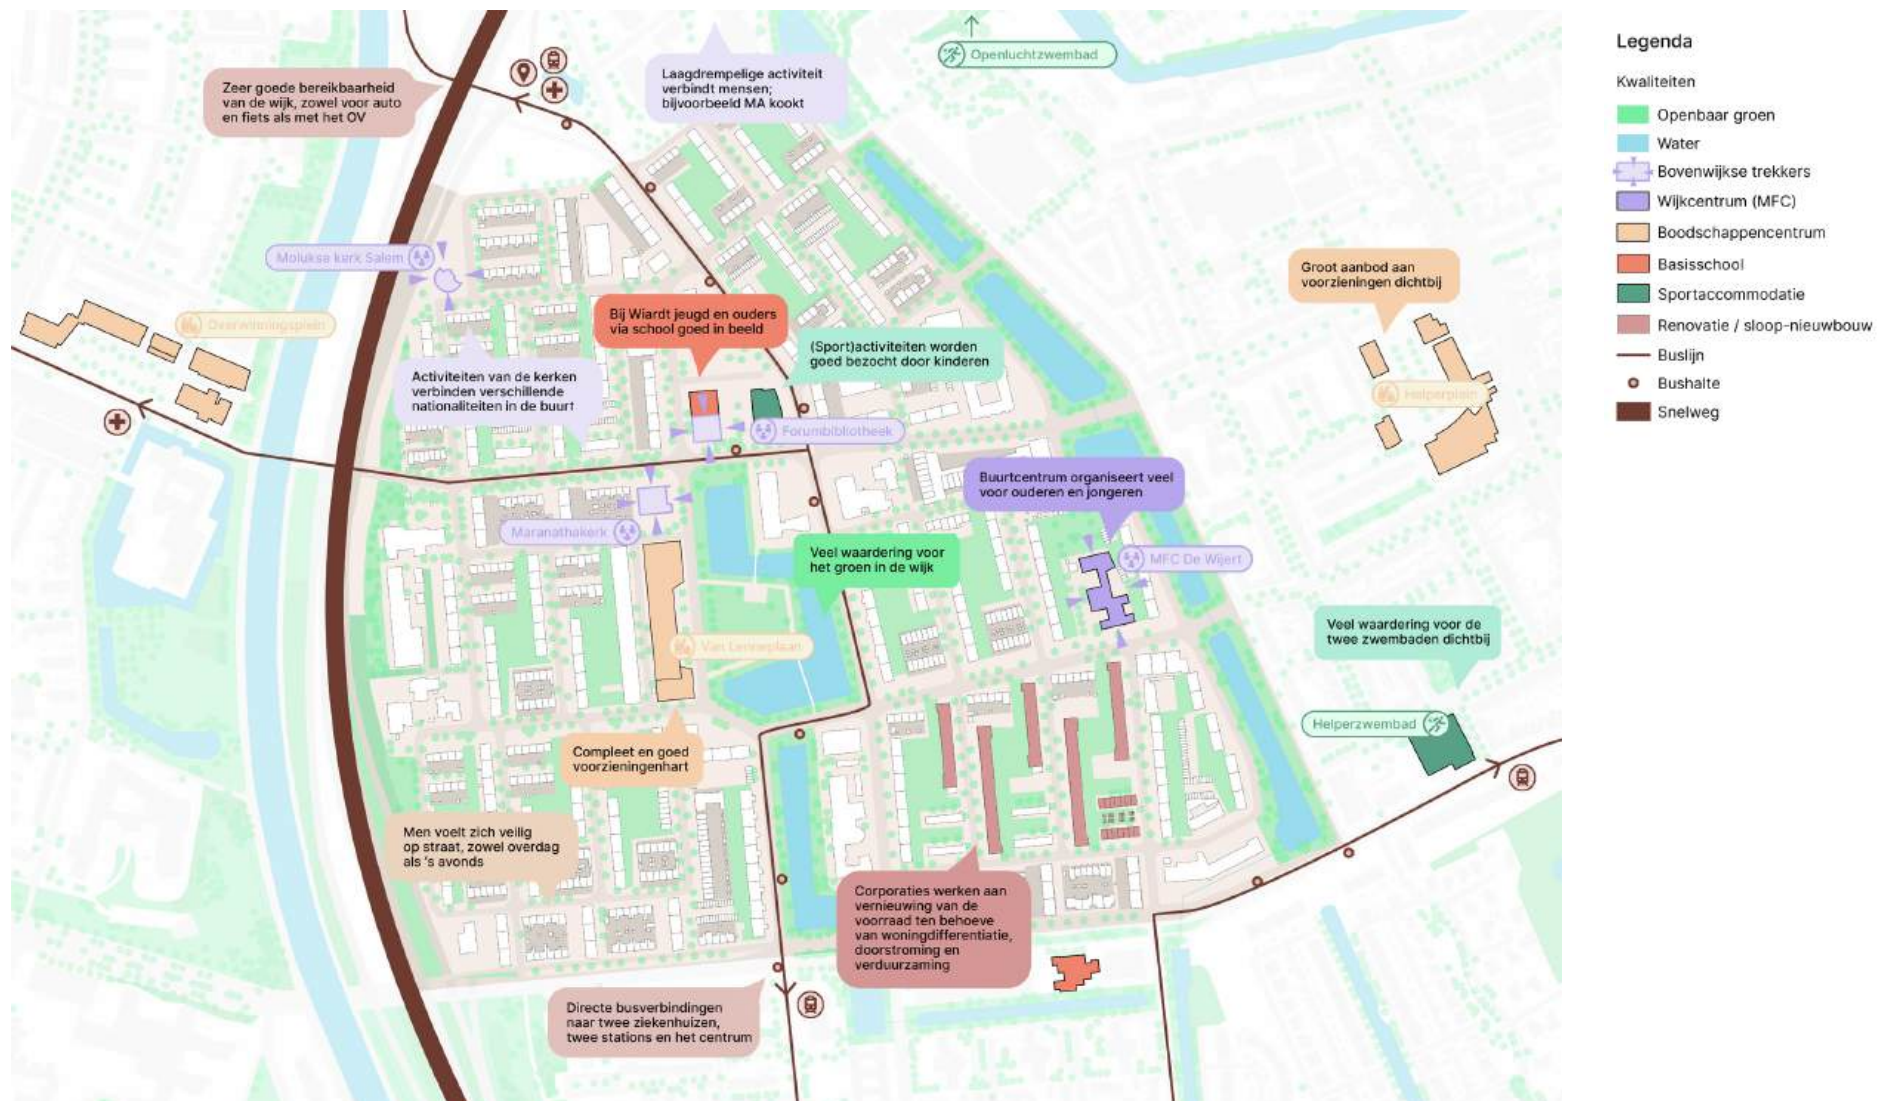 Openluchtzwembad
Zeer goede bereikbaarheid
van de wijk, zowel voor auto
en fiets als met het OV
Laagdrempelige activiteit
verbindt mensen;
bijvoorbeeld MA kookt
Molukse kerk Salem
Overwinningsplein
Bij Wiardt jeugd en ouders
via school goed in beeld
(Sport)activiteiten worden
goed bezocht door kinderen
Groot aanbod aan
voorzieningen dichtbij
Helperplein
Activiteiten van de kerken
verbinden verschillende
nationaliteiten in de buurt
Forumbibliotheek
Buurtcentrum organiseert veel
voor ouderen en jongeren
Maranathakerk
Veel waardering voor
het groen in de wijk
MFC De Wijert
Van Lenneplaan
Veel waardering voor de
twee zwembaden dichtbij
Helperzwembad
Compleet en goed
voorzieningenhart
Men voelt zich veilig
op straat, zowel overdag
als 's avonds
Corporaties werken aan
vernieuwing van de
voorraad ten behoeve
van woningdifferentiatie,
doorstroming en
verduurzaming
Directe busverbindingen
naar twee ziekenhuizen,
twee stations en het centrum
Legenda
Kwaliteiten
Openbaar groen
Water
Bovenwijkse trekkers
Wijkcentrum (MFC)
Boodschappencentrum
Basisschool
Sportaccommodatie
Renovatie / sloop-nieuwbouw
Buslijn
Bushalte
Snelweg